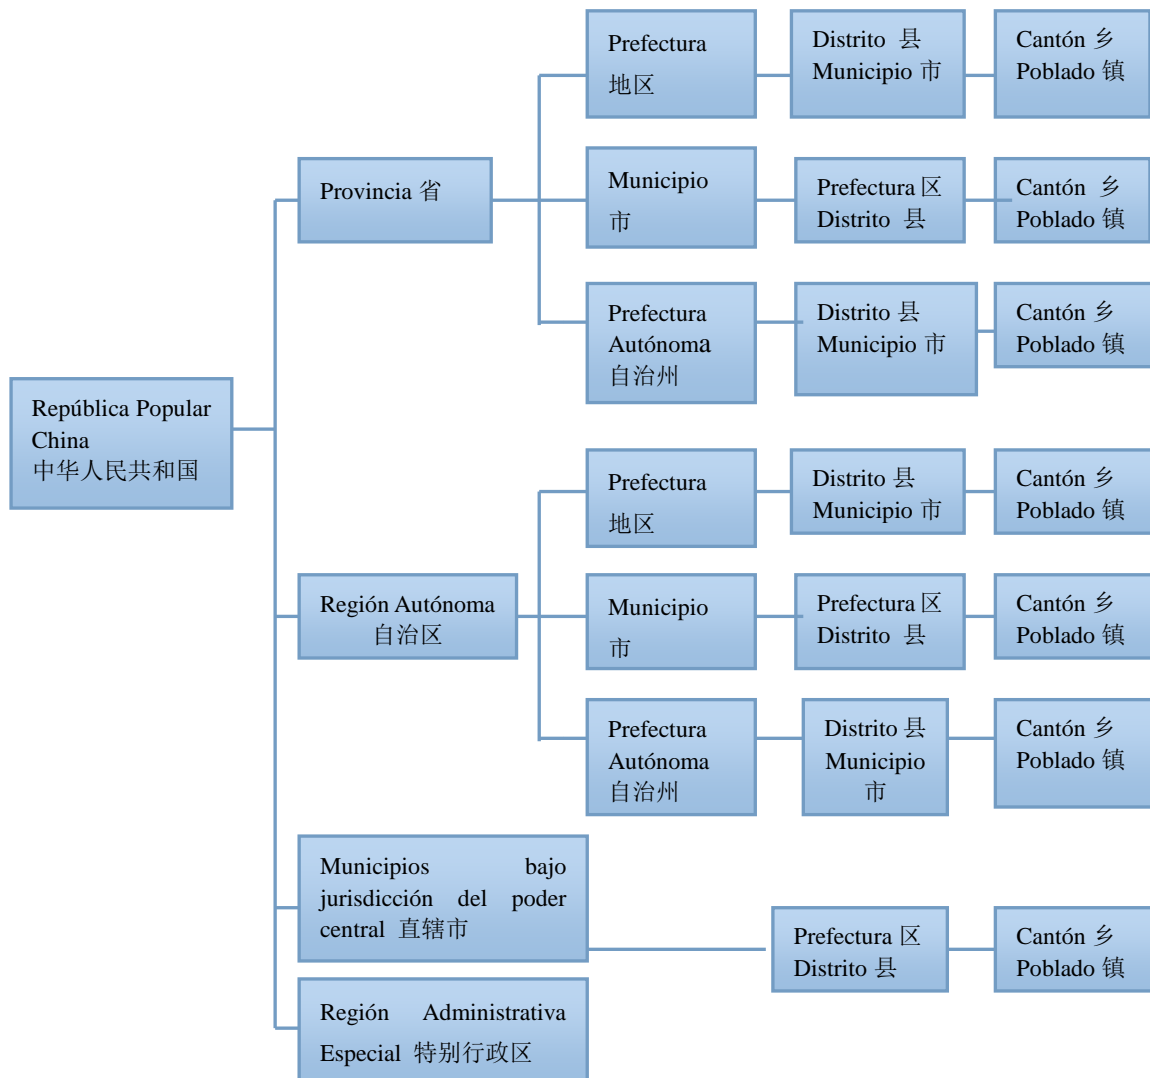 República Popular
China
中华人民共和国
Provincia 省
Prefectura
地区
Distrito 县
Municipio 市
Cantón 乡
Poblado 镇
Municipio
市
Prefectura 区
Distrito 县
Cantón 乡
Poblado 镇
Prefectura
Autónoma
自治州
Distrito 县
Municipio 市
Cantón 乡
Poblado 镇
Región Autónoma
自治区
Prefectura
地区
Distrito 县
Municipio 市
Cantón 乡
Poblado 镇
Municipio
市
Prefectura 区
Distrito 县
Cantón 乡
Poblado 镇
Prefectura
Autónoma
自治州
Distrito 县
Municipio
市
Cantón 乡
Poblado 镇
Municipios bajo
jurisdicción del poder
central 直辖市
Prefectura 区
Distrito 县
Cantón 乡
Poblado 镇
Región Administrativa
Especial 特别行政区